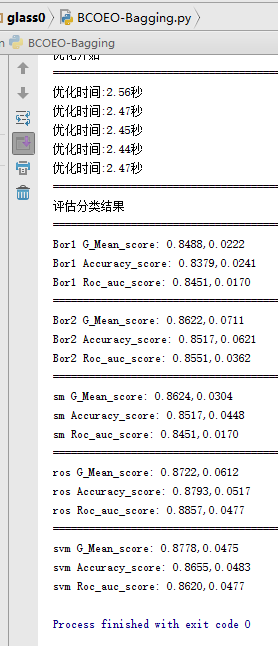 glass0 BCOEO-Bagging.py
BCOEO-Bagging
优化开始
==================================
优化时间:2.56秒
优化时间:2.47秒
优化时间:2.45秒
优化时间:2.44秒
优化时间:2.47秒
==================================
评估分类结果
==================================
Bor1 G_Mean_score: 0.8488,0.0222
Bor1 Accuracy_score: 0.8379,0.0241
Bor1 Roc_auc_score: 0.8451,0.0170
==================================
Bor2 G_Mean_score: 0.8622,0.0711
Bor2 Accuracy_score: 0.8517,0.0621
Bor2 Roc_auc_score: 0.8551,0.0362
==================================
sm G_Mean_score: 0.8624,0.0304
sm Accuracy_score: 0.8517,0.0448
sm Roc_auc_score: 0.8451,0.0170
==================================
ros G_Mean_score: 0.8722,0.0612
ros Accuracy_score: 0.8793,0.0517
ros Roc_auc_score: 0.8857,0.0477
==================================
svm G_Mean_score: 0.8778,0.0475
svm Accuracy_score: 0.8655,0.0483
svm Roc_auc_score: 0.8620,0.0477
Process finished with exit code 0